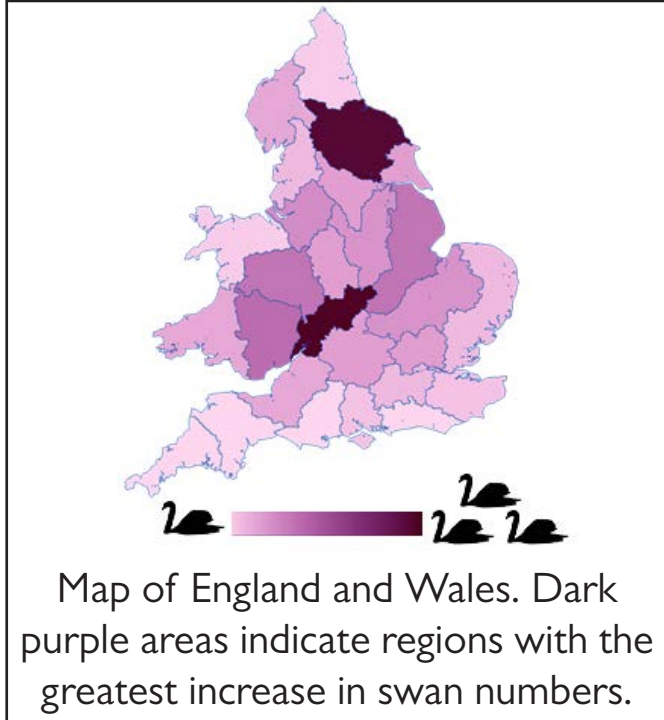 Map of England and Wales. Dark
purple areas indicate regions with the
greatest increase in swan numbers.